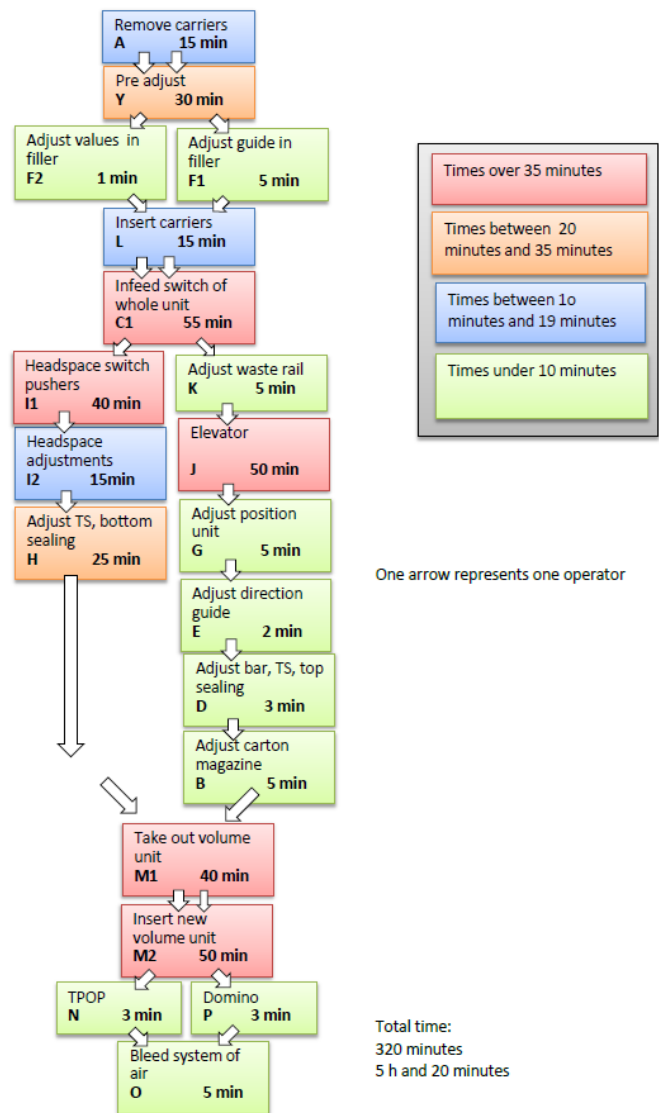 Remove carriers
A 15 min
Pre adjust
Y 30 min
Adjust values in
filler
F2 1 min
Adjust guide in
filler
F1 5 min
Insert carriers
L 15 min
Infeed switch of
whole unit
C1 55 min
Headspace switch
pushers
I1 40 min
Adjust waste rail
K 5 min
Headspace
adjustments
I2 15min
Elevator
J 50 min
Adjust TS, bottom
sealing
H 25 min
Adjust position
unit
G 5 min
Adjust direction
guide
E 2 min
Adjust bar, TS, top
sealing
D 3 min
Adjust carton
magazine
B 5 min
Take out volume
unit
M1 40 min
Insert new
volume unit
M2 50 min
TPOP
N 3 min
Domino
P 3 min
Bleed system of
air
O 5 min
Times over 35 minutes
Times between 20
minutes and 35 minutes
Times between 1o
minutes and 19 minutes
Times under 10 minutes
One arrow represents one operator
Total time:
320 minutes
5 h and 20 minutes